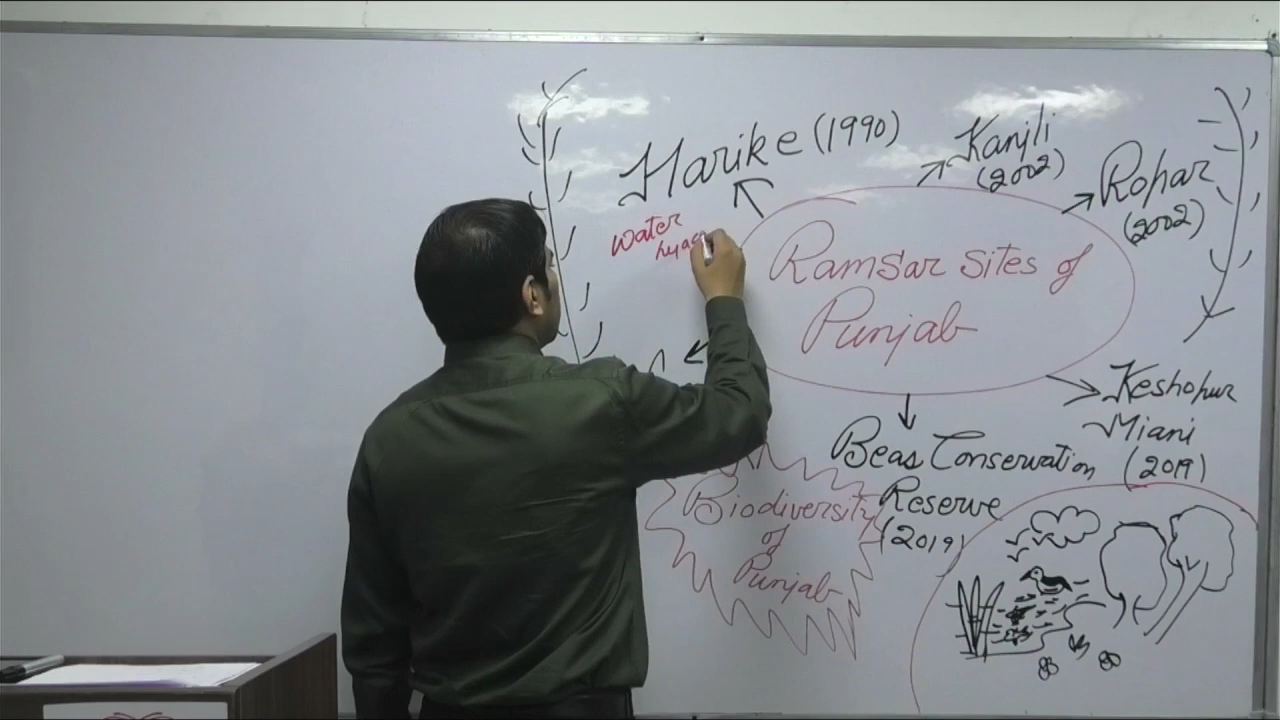 Harike (1990)
Kanjli
(2002)
Ropar
(2002)
Water
hyac
Ramsar Sites of
Punjab
Keshopur
Miani
(2019)
Beas Conservation
Reserve
(2019)
Biodiversity
of
Punjab